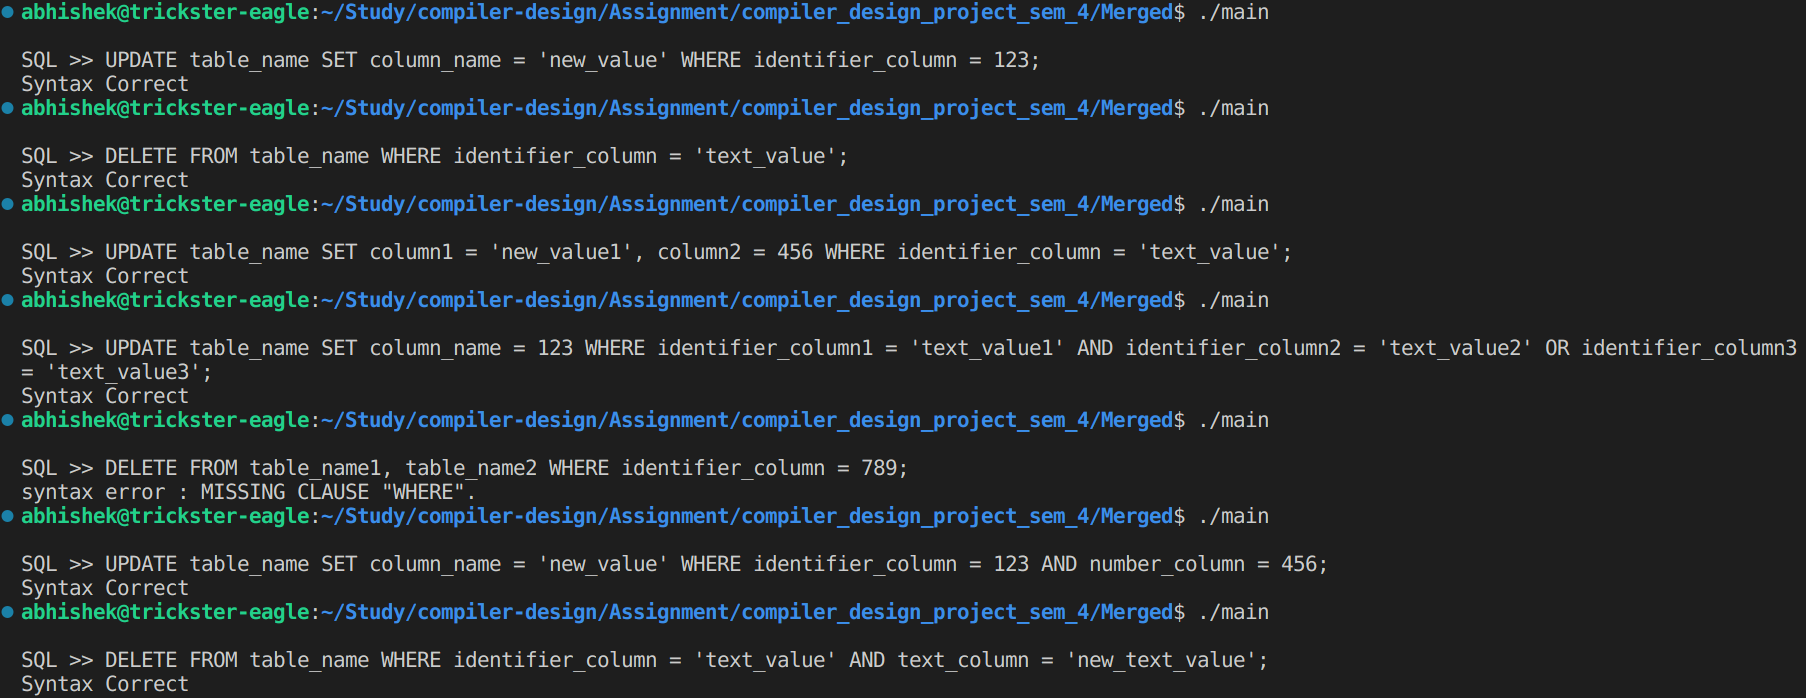 abhishek@trickster-eagle:~/Study/compiler-design/Assignment/compiler_design_project_sem_4/Merged$ ./main
SQL >> UPDATE table_name SET column_name = 'new_value' WHERE identifier_column = 123;
Syntax Correct
abhishek@trickster-eagle:~/Study/compiler-design/Assignment/compiler_design_project_sem_4/Merged$ ./main
SQL >> DELETE FROM table_name WHERE identifier_column = 'text_value';
Syntax Correct
abhishek@trickster-eagle:~/Study/compiler-design/Assignment/compiler_design_project_sem_4/Merged$ ./main
SQL >> UPDATE table_name SET column1 = 'new_value1', column2 = 456 WHERE identifier_column = 'text_value';
Syntax Correct
abhishek@trickster-eagle:~/Study/compiler-design/Assignment/compiler_design_project_sem_4/Merged$ ./main
SQL >> UPDATE table_name SET column_name = 123 WHERE identifier_column1 = 'text_value1' AND identifier_column2 = 'text_value2' OR identifier_column3
= 'text_value3';
Syntax Correct
abhishek@trickster-eagle:~/Study/compiler-design/Assignment/compiler_design_project_sem_4/Merged$ ./main
SQL >> DELETE FROM table_name1, table_name2 WHERE identifier_column = 789;
syntax error : MISSING CLAUSE "WHERE".
abhishek@trickster-eagle:~/Study/compiler-design/Assignment/compiler_design_project_sem_4/Merged$ ./main
SQL >> UPDATE table_name SET column_name = 'new_value' WHERE identifier_column = 123 AND number_column = 456;
Syntax Correct
abhishek@trickster-eagle:~/Study/compiler-design/Assignment/compiler_design_project_sem_4/Merged$ ./main
SQL >> DELETE FROM table_name WHERE identifier_column = 'text_value' AND text_column = 'new_text_value';
Syntax Correct